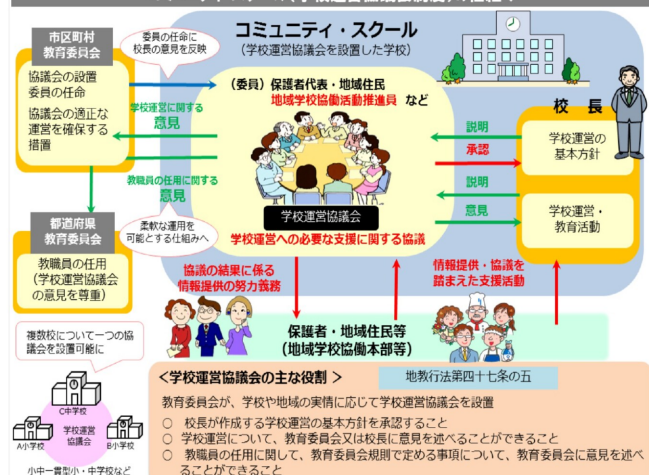 市区町村
教育委員会
協議会の設置
委員の任命
協議会の適正な
運営を確保する
措置
委員の任命に
校長の意見を反映
コミュニティ・スクール
(学校運営協議会を設置した学校)
(委員)保護者代表・地域住民
地域学校協働活動推進員 など
学校運営に関する
意見
教職員の任用に関する
意見
柔軟な運用を
可能とする仕組みへ
都道府県
教育委員会
教職員の任用
(学校運営協議会
の意見を尊重)
学校運営協議会
学校運営への必要な支援に関する協議
校 長
説明
承認
学校運営の
基本方針
説明
意見
学校運営・
教育活動
協議の結果に係る
情報提供の努力義務
情報提供・協議を
踏まえた支援活動
保護者・地域住民等
(地域学校協働本部等)
複数校について一つの協
議会を設置可能に
C中学校
学校運営
協議会
A小学校
B小学校
小中一貫型小・中学校など
<学校運営協議会の主な役割>
地教行法第四十七条の五
教育委員会が、学校や地域の実情に応じて学校運営協議会を設置
○ 校長が作成する学校運営の基本方針を承認すること
○ 学校運営について、教育委員会又は校長に意見を述べることができること
○ 教職員の任用に関して、教育委員会規則で定める事項について、教育委員会に意見を述べ
ることができること